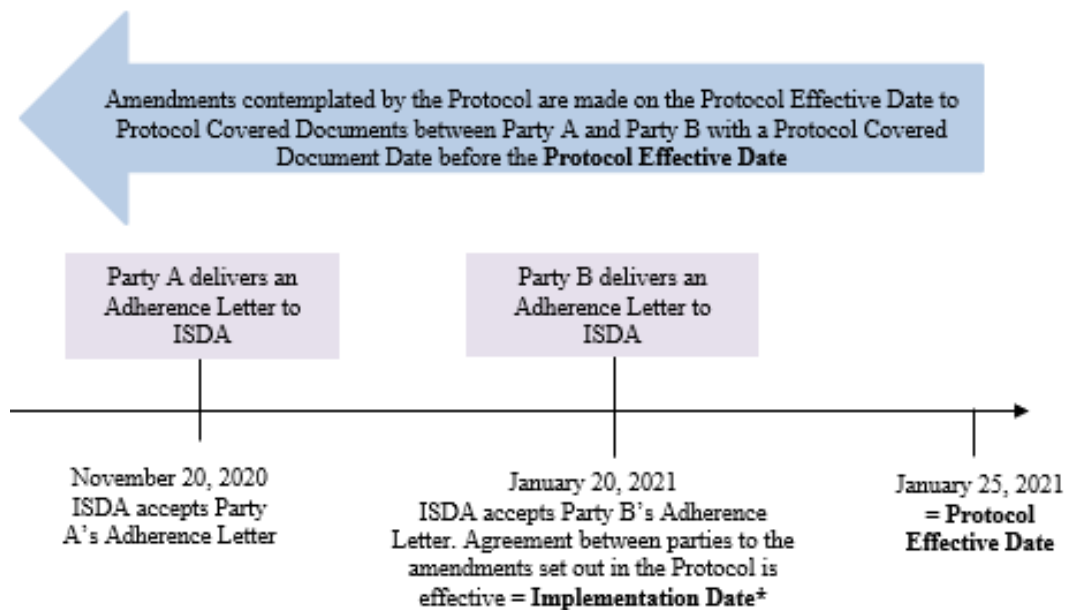 Amendments contemplated by the Protocol are made on the Protocol Effective Date to
Protocol Covered Documents between Party A and Party B with a Protocol Covered
Document Date before the Protocol Effective Date
Party A delivers an
Adherence Letter to
ISDA
Party B delivers an
Adherence Letter to
ISDA
November 20, 2020
ISDA accepts Party
A's Adherence Letter
January 20, 2021
ISDA accepts Party B's Adherence
Letter. Agreement between parties to the
amendments set out in the Protocol is
effective = Implementation Date*
January 25, 2021
= Protocol
Effective Date